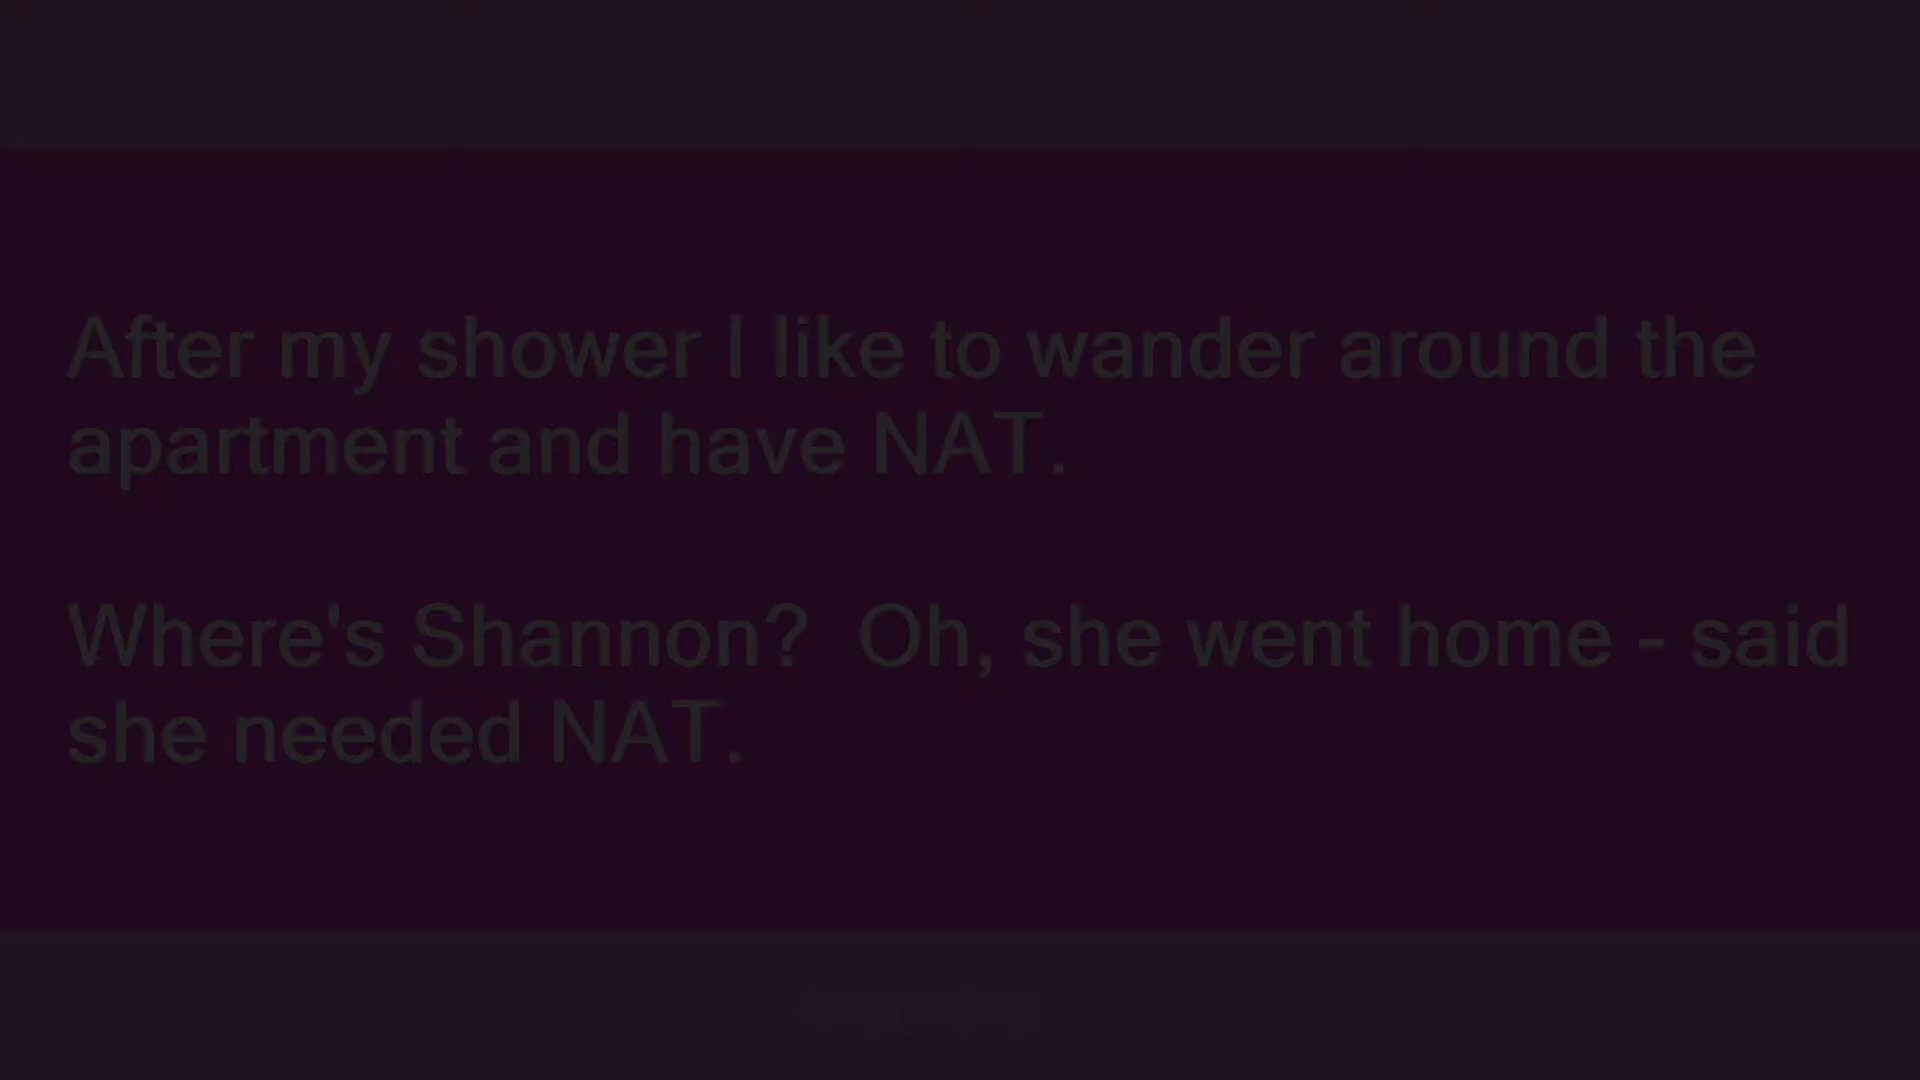 After my shower I like to wander around the
apartment and have NAT.
Where's Shannon?  Oh, she went home - said
she needed NAT.